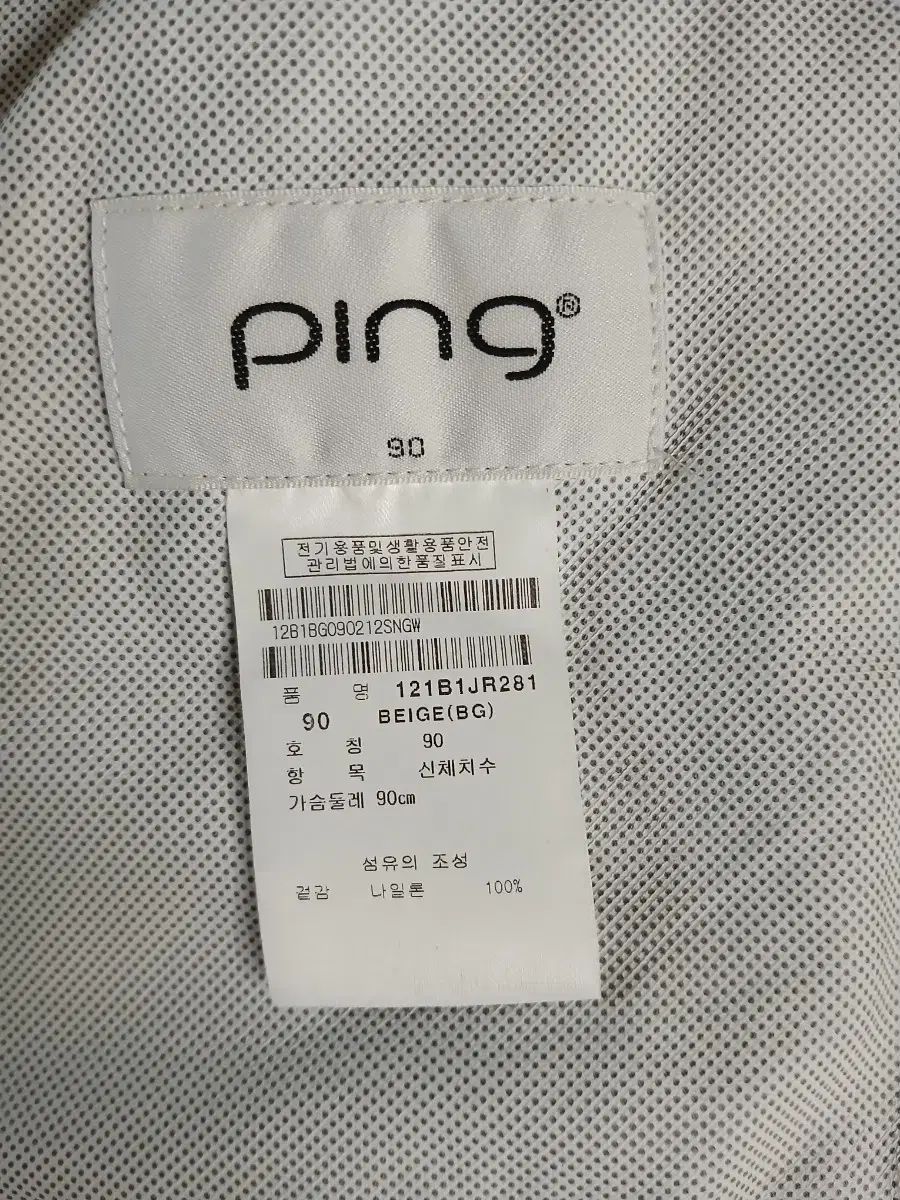 ping®
90
전기용품및생활용품안전
관리법에의한품질표시
12B1BG090212SNGW
품 명 121B1JR281
90 BEIGE(BG)
호 칭 90
항 목 신체치수
가슴둘레 90cm
섬유의 조성
겉감 나일론 100%